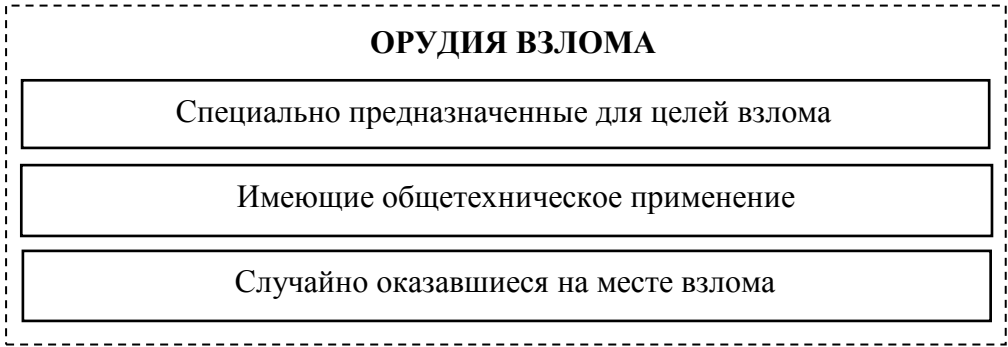 ОРУДИЯ ВЗЛОМА
Специально предназначенные для целей взлома
Имеющие общетехническое применение
Случайно оказавшиеся на месте взлома